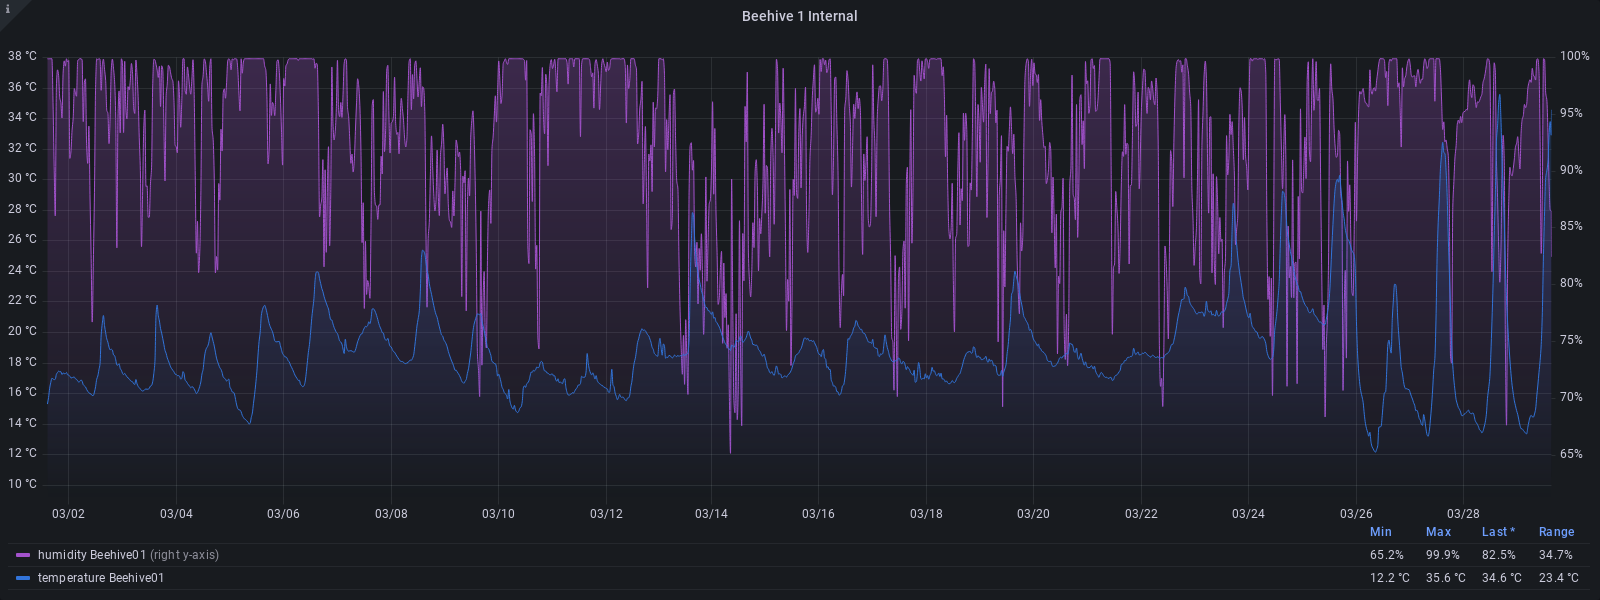 i
Beehive 1 Internal
38 °C
36 °C
34 °C
32 °C
30 °C
28 °C
26 °C
24 °C
22 °C
20 °C
18 °C
16 °C
14 °C
12 °C
10 °C
100%
95%
90%
85%
80%
75%
70%
65%
03/02 03/04 03/06 03/08 03/10 03/12 03/14 03/16 03/18 03/20 03/22 03/24 03/26 03/28
Min Max Last * Range
humidity Beehive01 (right y-axis) 65.2% 99.9% 82.5% 34.7%
temperature Beehive01 12.2 °C 35.6 °C 34.6 °C 23.4 °C